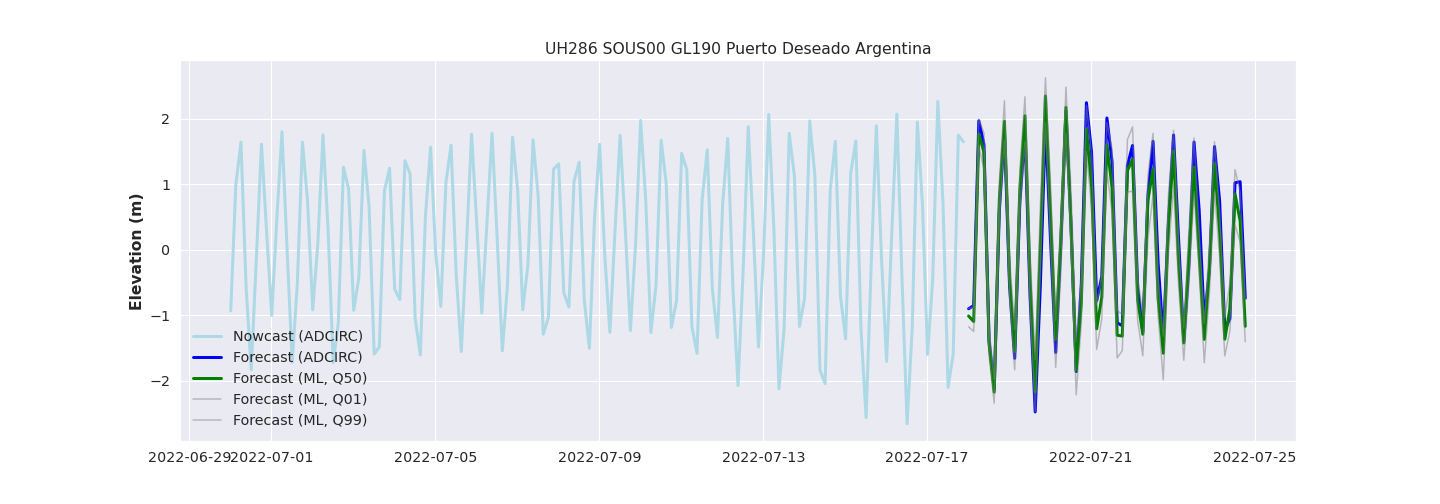 UH286 SOUS00 GL190 Puerto Deseado Argentina
Elevation (m)
2
1
0
−1
−2
Nowcast (ADCIRC)
Forecast (ADCIRC)
Forecast (ML, Q50)
Forecast (ML, Q01)
Forecast (ML, Q99)
2022-06-29 2022-07-01 2022-07-05 2022-07-09 2022-07-13 2022-07-17 2022-07-21 2022-07-25